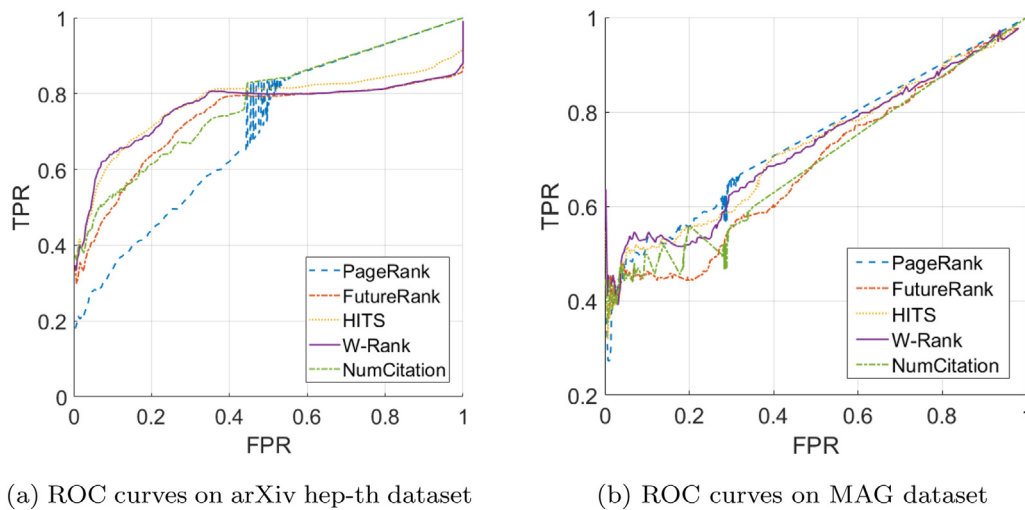 1
0.8
0.6
0.4
0.2
0
TPR
0 0.2 0.4 0.6 0.8 1
FPR
PageRank
FutureRank
HITS
W-Rank
NumCitation
(a) ROC curves on arXiv hep-th dataset
1
0.8
0.6
0.4
0.2
TPR
0 0.2 0.4 0.6 0.8
FPR
PageRank
FutureRank
HITS
W-Rank
NumCitation
(b) ROC curves on MAG dataset